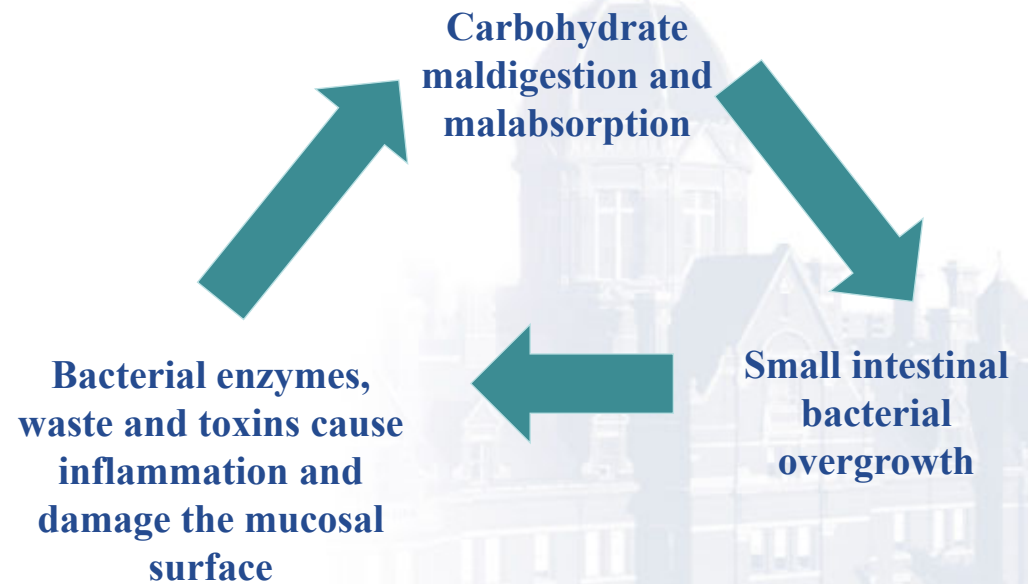 Carbohydrate
maldigestion and
malabsorption
Small intestinal
bacterial
overgrowth
Bacterial enzymes,
waste and toxins cause
inflammation and
damage the mucosal
surface